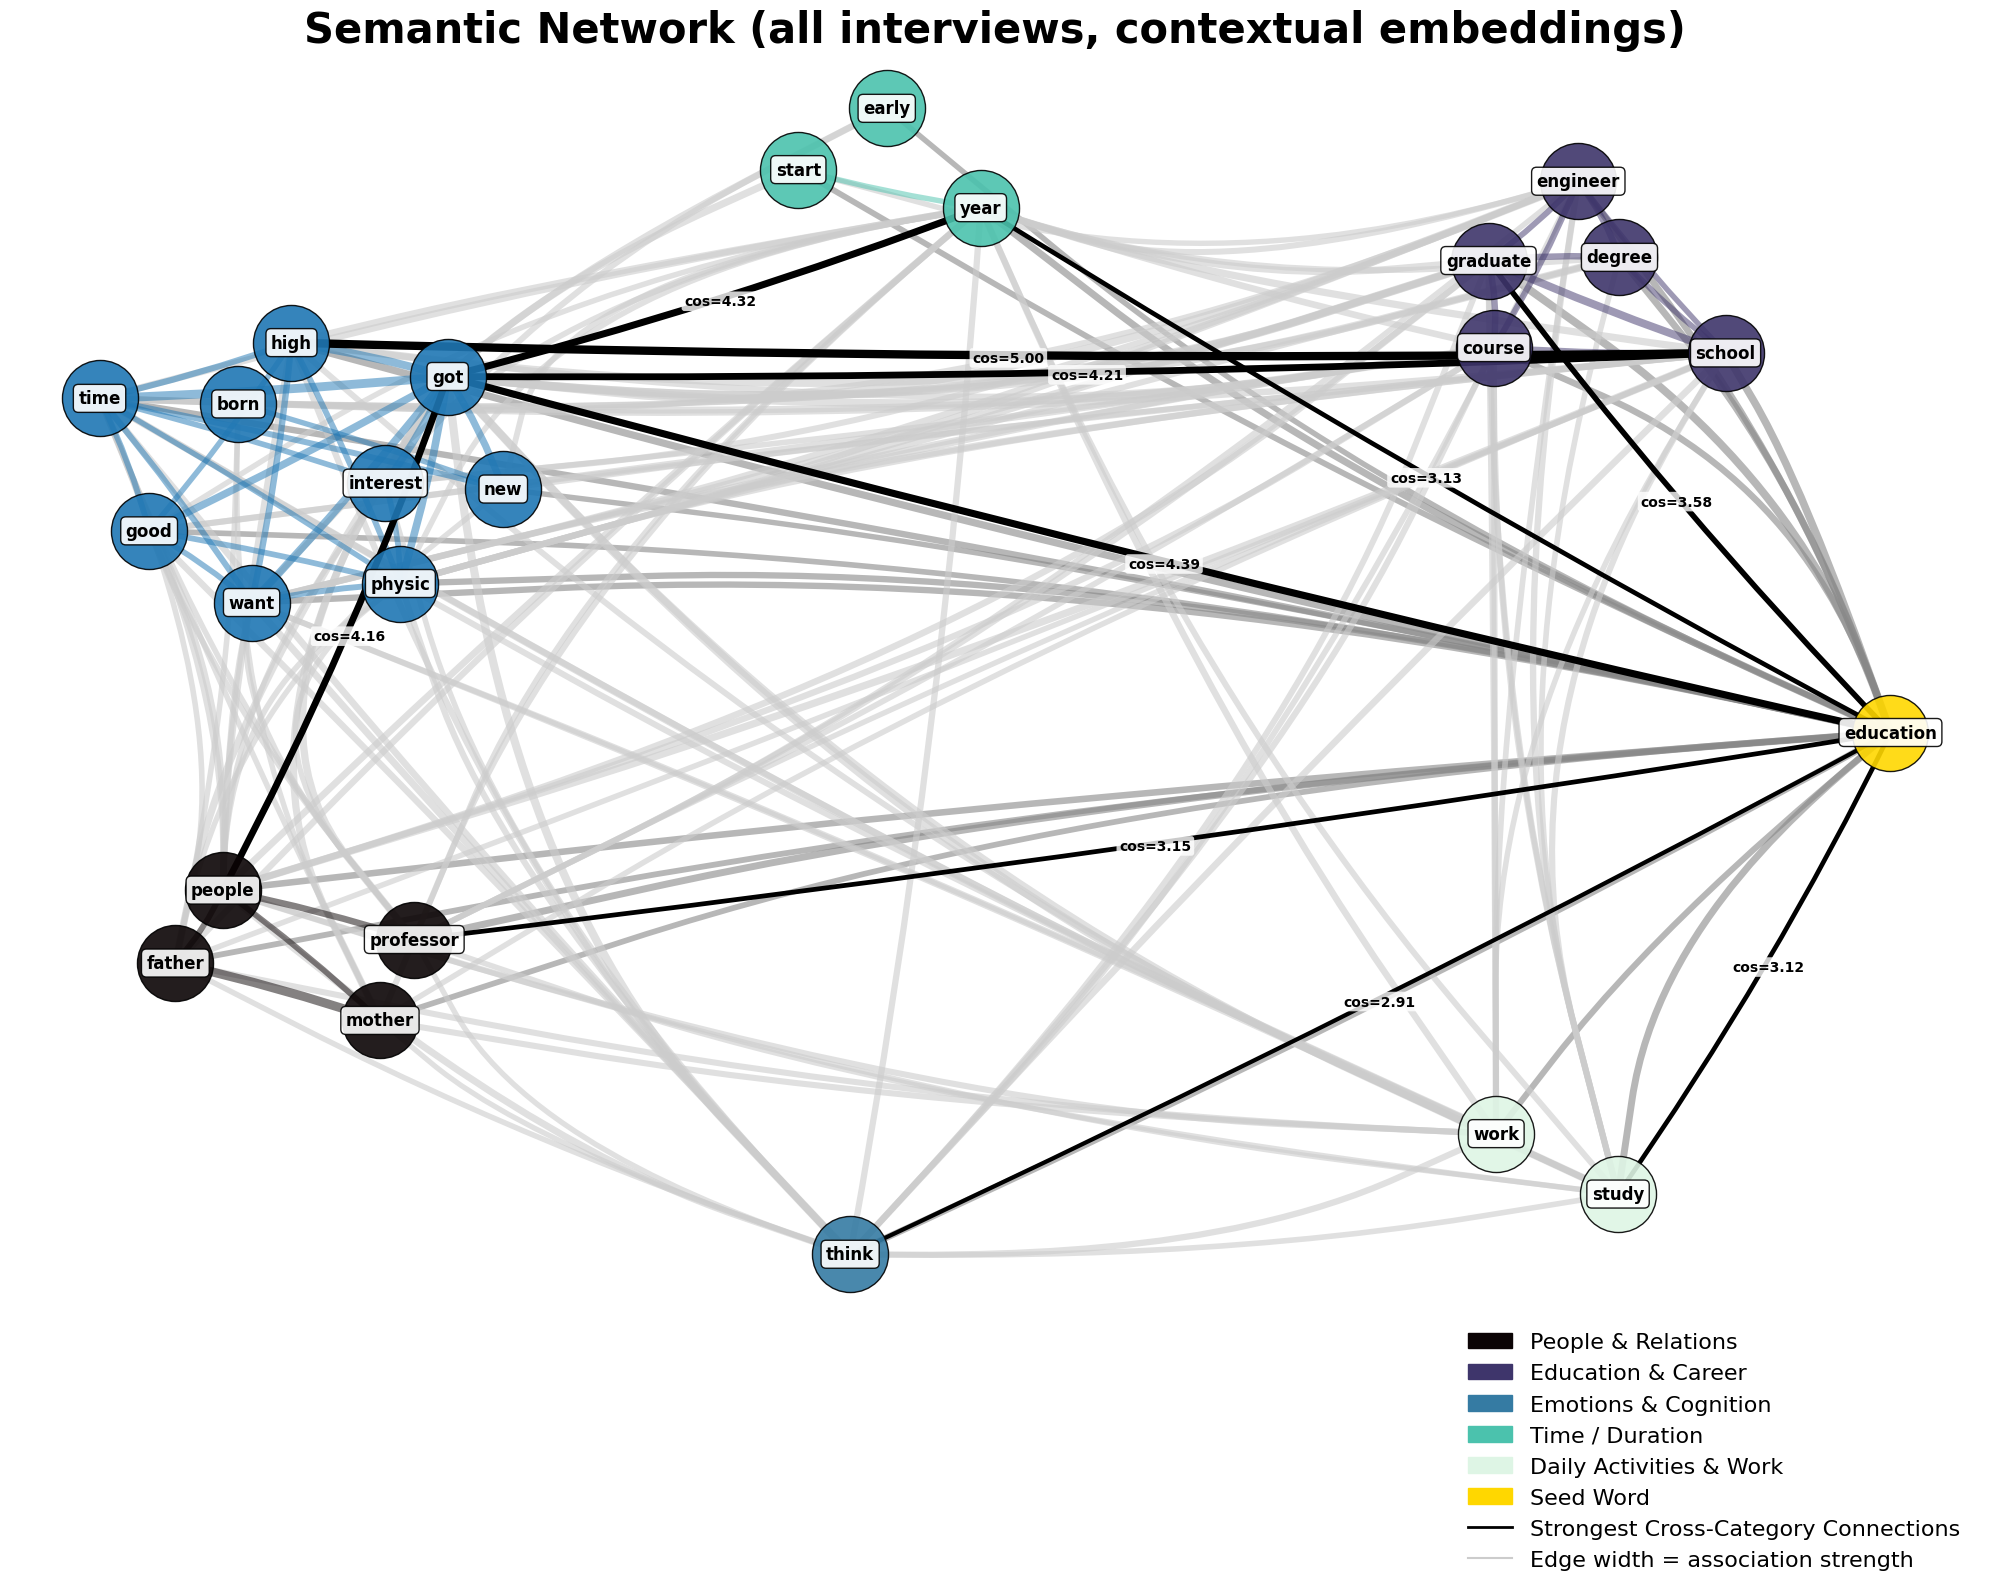 Semantic Network (all interviews, contextual embeddings)
early
start
engineer
year
degree
graduate
cos=4.32
high
course
school
cos=5.00
cos=4.21
got
time
born
cos=3.13
interest
new
cos=3.58
good
cos=4.39
physic
want
cos=4.16
education
cos=3.15
people
professor
father
cos=3.12
cos=2.91
mother
work
study
think
People & Relations
Education & Career
Emotions & Cognition
Time / Duration
Daily Activities & Work
Seed Word
Strongest Cross-Category Connections
Edge width = association strength